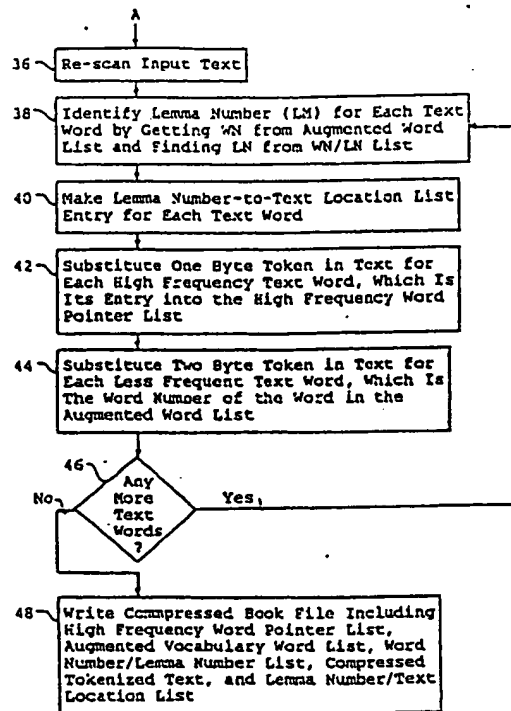 A
36 Re-scan Input Text
38 Identify Lemma Number (LM) for Each Text
Word by Getting WN from Augmented Word
List and Finding LN from WN/LN List
40 Make Lemma Number-to-Text Location List
Entry for Each Text Word
42 Substitute One Byte Token in Text for
Each High Frequency Text Word, Which Is
Its Entry into the High Frequency Word
Pointer List
44 Substitute Two Byte Token in Text for
Each Less Frequent Text Word, Which Is
The Word Number of the Word in the
Augmented Word List
46 Any
More
Text
Words
?
No
Yes
48 Write Commpressed Book File Including
High Frequency Word Pointer List,
Augmented Vocabulary Word List, Word
Number/Lemma Number List, Compressed
Tokenized Text, and Lemma Number/Text
Location List